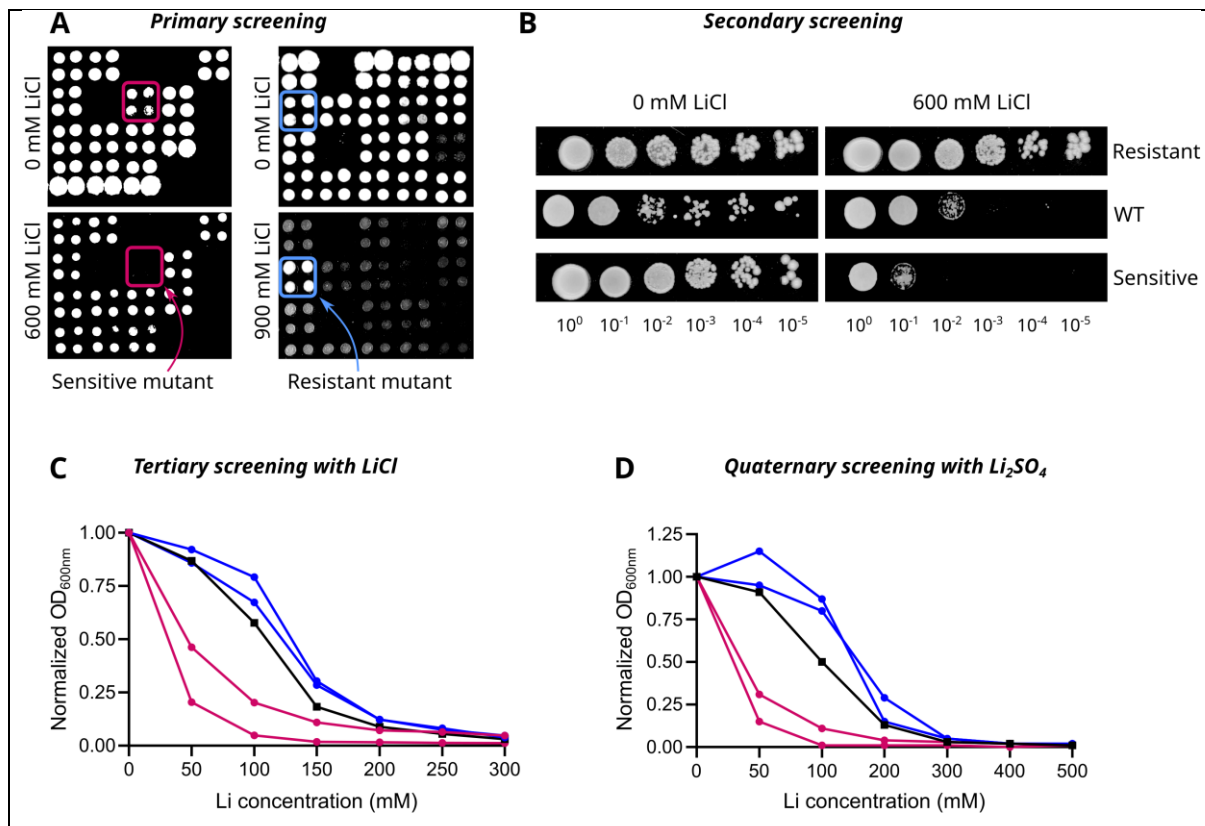 A Primary screening
0 mM LiCl
600 mM LiCl
0 mM LiCl
900 mM LiCl
Sensitive mutant
Resistant mutant
B Secondary screening
0 mM LiCl 600 mM LiCl
Resistant
WT
Sensitive
10⁰ 10⁻¹ 10⁻² 10⁻³ 10⁻⁴ 10⁻⁵ 10⁰ 10⁻¹ 10⁻² 10⁻³ 10⁻⁴ 10⁻⁵
C Tertiary screening with LiCl
Normalized OD₆₀₀ₙₘ
1.00
0.75
0.50
0.25
0.00
0 50 100 150 200 250 300
Li concentration (mM)
D Quaternary screening with Li₂SO₄
Normalized OD₆₀₀ₙₘ
1.25
1.00
0.75
0.50
0.25
0.00
0 50 100 200 300 400 500
Li concentration (mM)